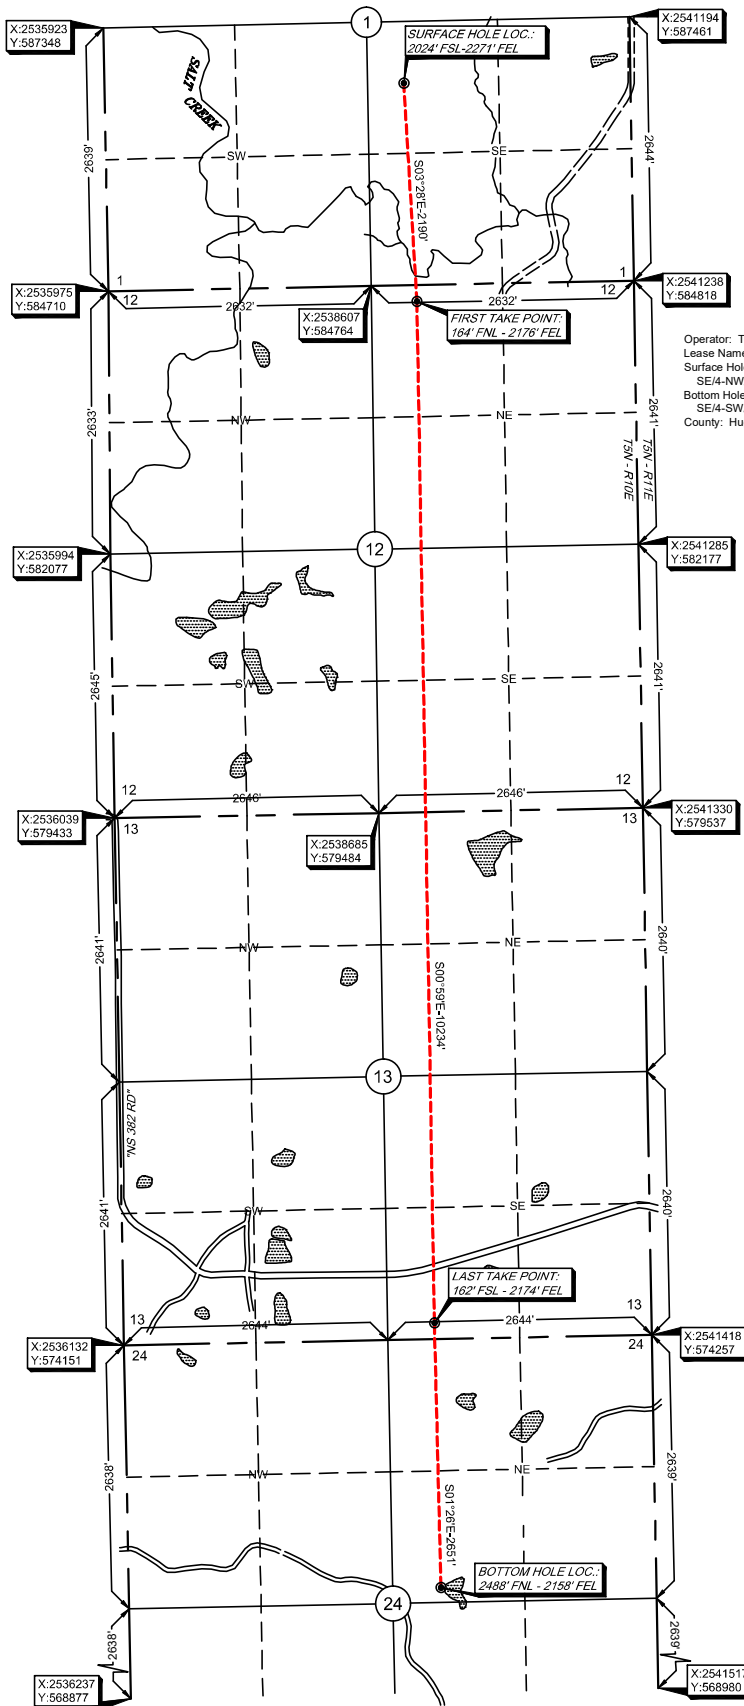 1
X:2535923
Y:587348
X:2541194
Y:587461
SURFACE HOLE LOC.:
2024' FSL-2271' FEL
SALT
CREEK
2639'
2644'
SW
SE
S03°28'E-2190'
1
12
1
12
X:2535975
Y:584710
2632'
X:2538607
Y:584764
2632'
X:2541238
Y:584818
FIRST TAKE POINT:
164' FNL - 2176' FEL
Operator: T
Lease Name
Surface Hole
SE/4-NW
Bottom Hole
SE/4-SW
County: Hu
2633'
NW
NE
2641'
T5N - R10E
T5N - R11E
X:2535994
Y:582077
12
X:2541285
Y:582177
2645'
SW
SE
2641'
12
13
12
13
X:2536039
Y:579433
2646'
X:2538685
Y:579484
2646'
X:2541330
Y:579537
2641'
NW
NE
2640'
S00°59'E-10234'
13
"NS 382 RD"
2641'
SW
SE
2640'
LAST TAKE POINT:
162' FSL - 2174' FEL
13
24
13
24
2644'
2644'
X:2536132
Y:574151
X:2541418
Y:574257
2638'
NW
NE
2639'
S01°26'E-2651'
BOTTOM HOLE LOC.:
2488' FNL - 2158' FEL
24
2638'
2639'
X:2536237
Y:568877
X:2541517
Y:568980